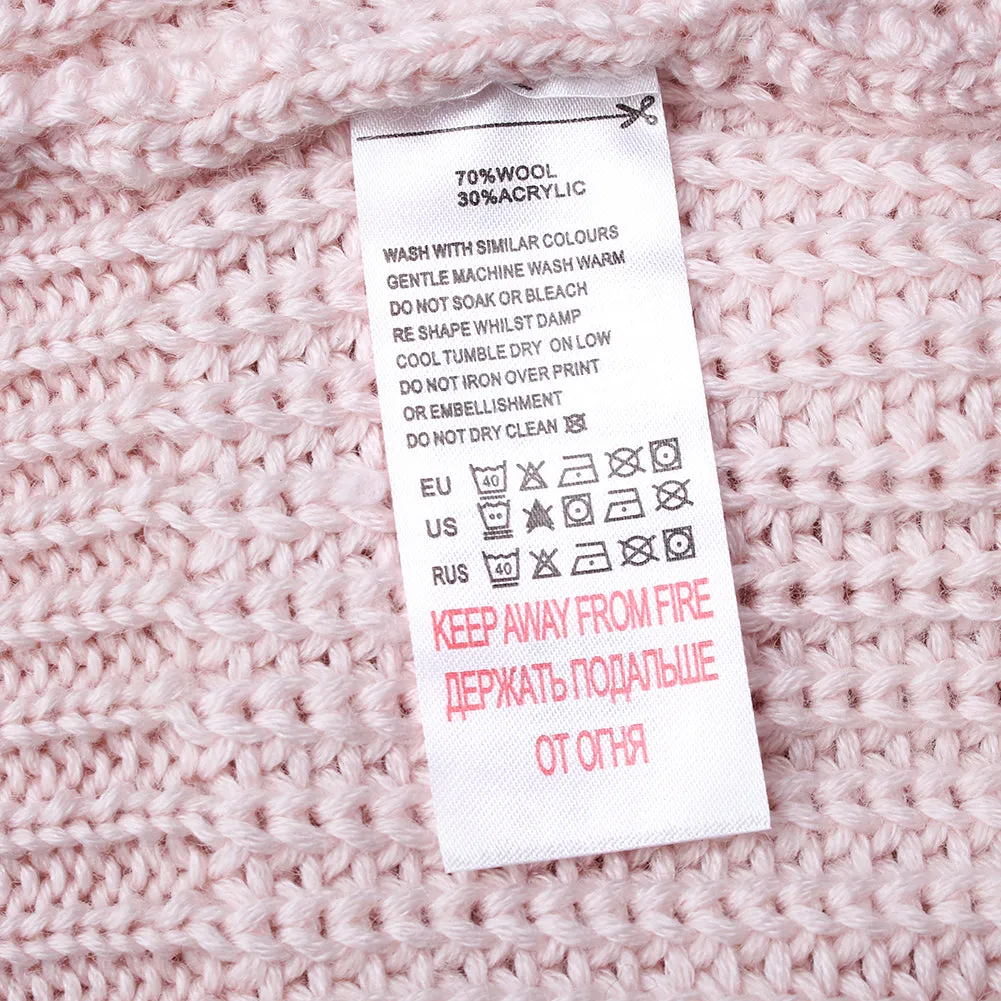 70%WOOL
30%ACRYLIC
WASH WITH SIMILAR COLOURS
GENTLE MACHINE WASH WARM
DO NOT SOAK OR BLEACH
RE SHAPE WHILST DAMP
COOL TUMBLE DRY ON LOW
DO NOT IRON OVER PRINT
OR EMBELLISHMENT
DO NOT DRY CLEAN
EU 40
US
RUS 40
KEEP AWAY FROM FIRE
ДЕРЖАТЬ ПОДАЛЬШЕ
ОТ ОГНЯ